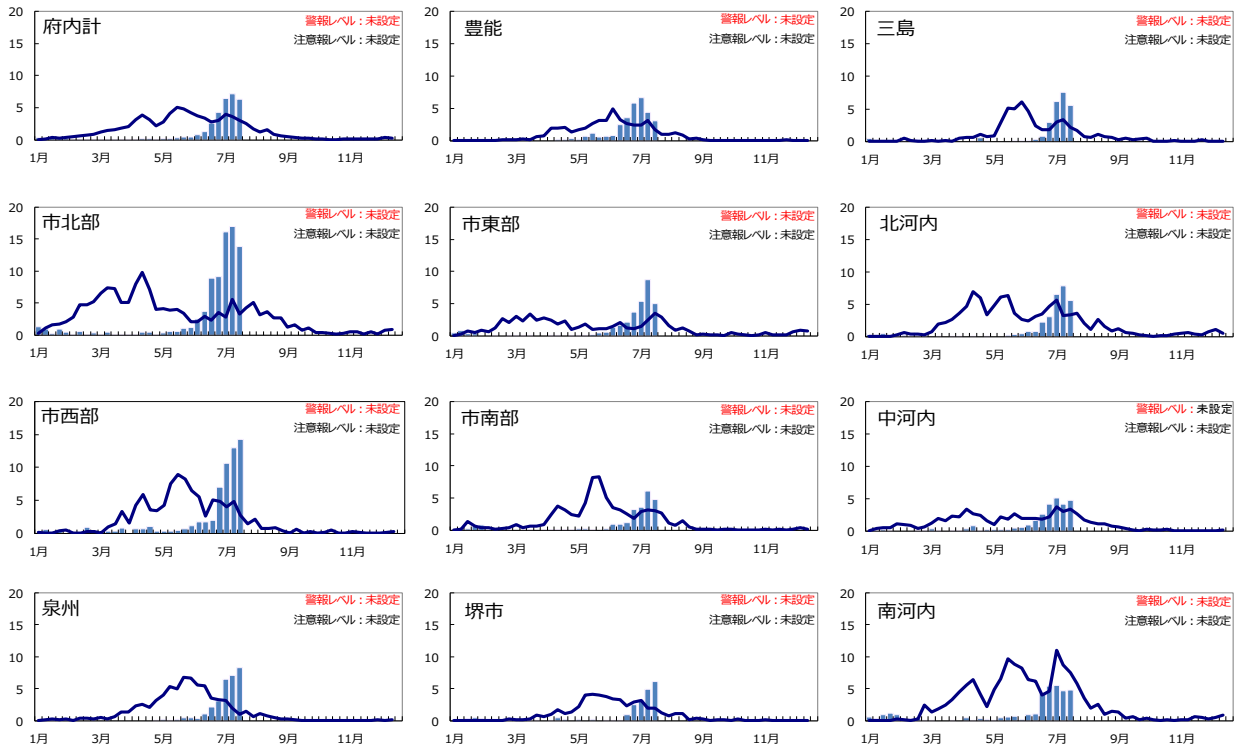 府内計
警報レベル：未設定
注意報レベル：未設定
20
15
10
5
0
1月 3月 5月 7月 9月 11月
豊能
警報レベル：未設定
注意報レベル：未設定
20
15
10
5
0
1月 3月 5月 7月 9月 11月
三島
警報レベル：未設定
注意報レベル：未設定
20
15
10
5
0
1月 3月 5月 7月 9月 11月
市北部
警報レベル：未設定
注意報レベル：未設定
20
15
10
5
0
1月 3月 5月 7月 9月 11月
市東部
警報レベル：未設定
注意報レベル：未設定
20
15
10
5
0
1月 3月 5月 7月 9月 11月
北河内
警報レベル：未設定
注意報レベル：未設定
20
15
10
5
0
1月 3月 5月 7月 9月 11月
市西部
警報レベル：未設定
注意報レベル：未設定
20
15
10
5
0
1月 3月 5月 7月 9月 11月
市南部
警報レベル：未設定
注意報レベル：未設定
20
15
10
5
0
1月 3月 5月 7月 9月 11月
中河内
警報レベル：未設定
注意報レベル：未設定
20
15
10
5
0
1月 3月 5月 7月 9月 11月
泉州
警報レベル：未設定
注意報レベル：未設定
20
15
10
5
0
1月 3月 5月 7月 9月 11月
堺市
警報レベル：未設定
注意報レベル：未設定
20
15
10
5
0
1月 3月 5月 7月 9月 11月
南河内
警報レベル：未設定
注意報レベル：未設定
20
15
10
5
0
1月 3月 5月 7月 9月 11月